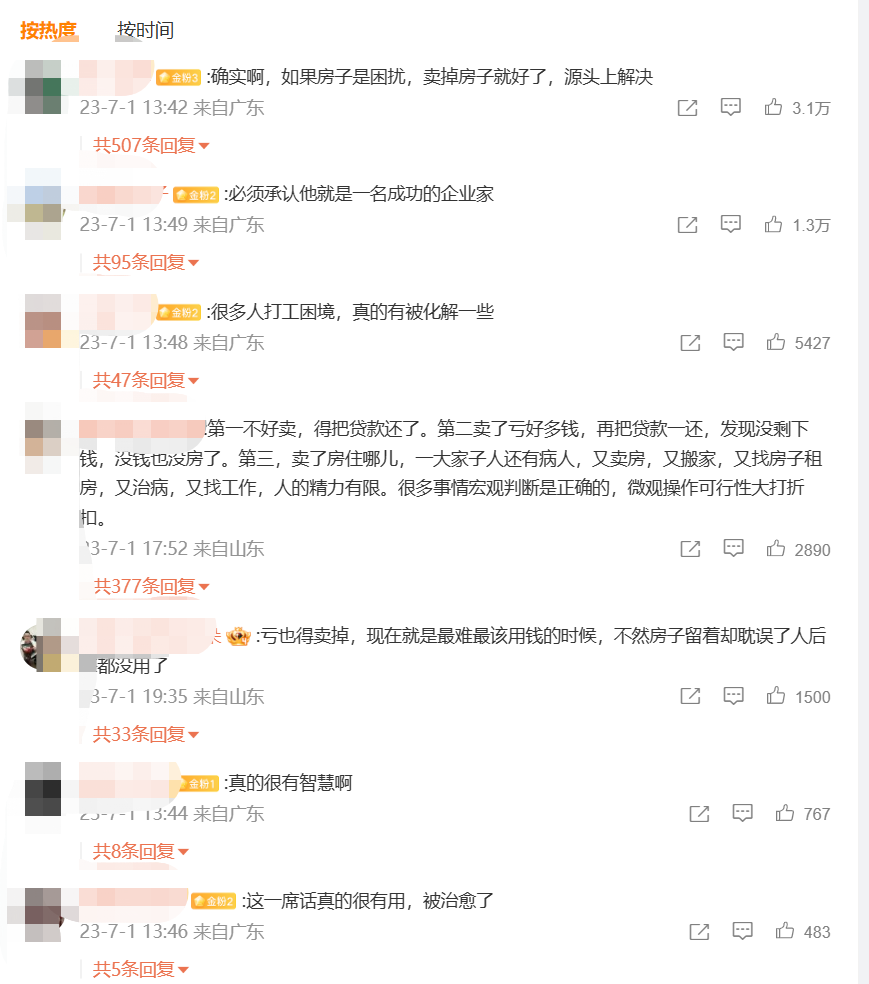 按热度 按时间
金粉3 :确实啊，如果房子是困扰，卖掉房子就好了，源头上解决
23-7-1 13:42 来自广东 3.1万
共507条回复
金粉2 :必须承认他就是一名成功的企业家
23-7-1 13:49 来自广东 1.3万
共95条回复
金粉2 :很多人打工困境，真的有被化解一些
23-7-1 13:48 来自广东 5427
共47条回复
:第一不好卖，得把贷款还了。第二卖了亏好多钱，再把贷款一还，发现没剩下
钱，没钱也没房了。第三，卖了房住哪儿，一大家子人还有病人，又卖房，又搬家，又找房子租
房，又治病，又找工作，人的精力有限。很多事情宏观判断是正确的，微观操作可行性大打折
扣。
23-7-1 17:52 来自山东 2890
共377条回复
:亏也得卖掉，现在就是最难最该用钱的时候，不然房子留着却耽误了人后
都没用了
23-7-1 19:35 来自山东 1500
共33条回复
金粉1 :真的很有智慧啊
23-7-1 13:44 来自广东 767
共8条回复
金粉2 :这一席话真的很有用，被治愈了
23-7-1 13:46 来自广东 483
共5条回复